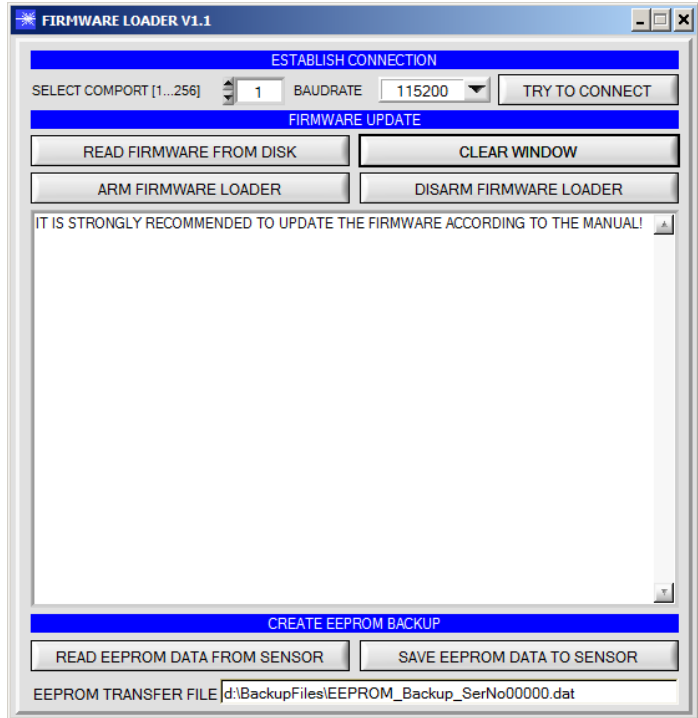 FIRMWARE LOADER V1.1
ESTABLISH CONNECTION
SELECT COMPORT [1...256] 1 BAUDRATE 115200 TRY TO CONNECT
FIRMWARE UPDATE
READ FIRMWARE FROM DISK CLEAR WINDOW
ARM FIRMWARE LOADER DISARM FIRMWARE LOADER
IT IS STRONGLY RECOMMENDED TO UPDATE THE FIRMWARE ACCORDING TO THE MANUAL!
CREATE EEPROM BACKUP
READ EEPROM DATA FROM SENSOR SAVE EEPROM DATA TO SENSOR
EEPROM TRANSFER FILE d:\BackupFiles\EEPROM_Backup_SerNo00000.dat